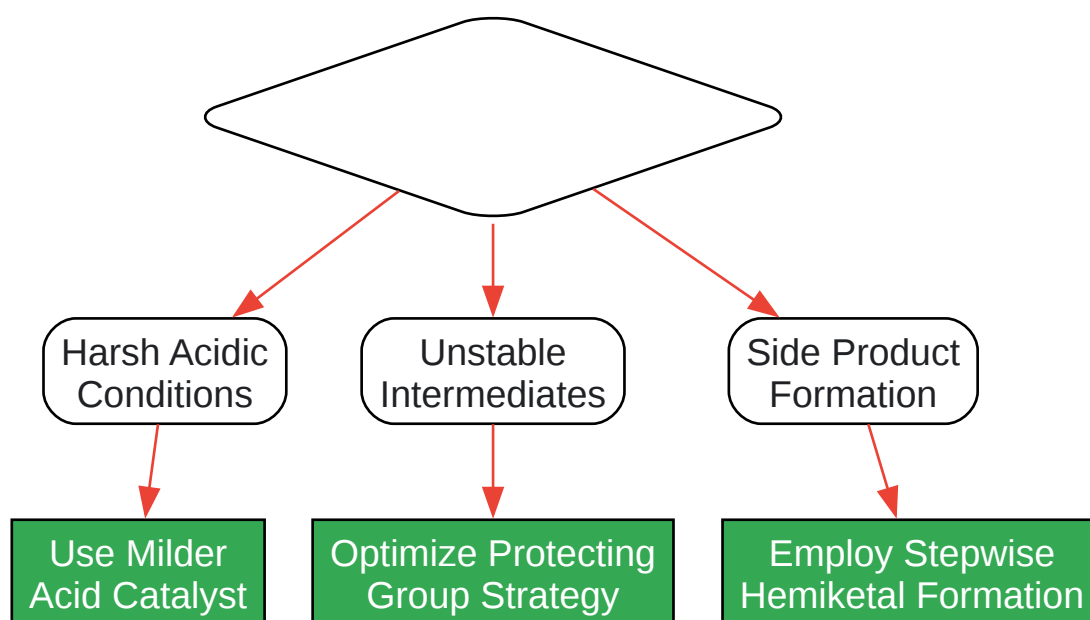 Harsh Acidic
Conditions
Unstable
Intermediates
Side Product
Formation
Use Milder
Acid Catalyst
Optimize Protecting
Group Strategy
Employ Stepwise
Hemiketal Formation